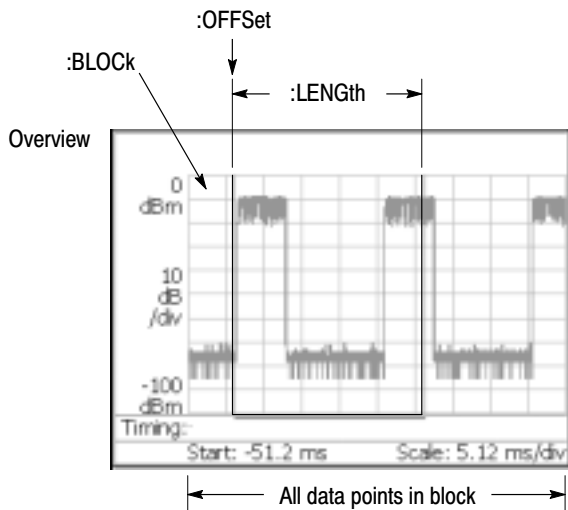 :OFFSet
:BLOCk
:LENGth
Overview
0
dBm
10
dB
/div
-100
dBm
Timing:
Start: -51.2 ms Scale: 5.12 ms/div
All data points in block